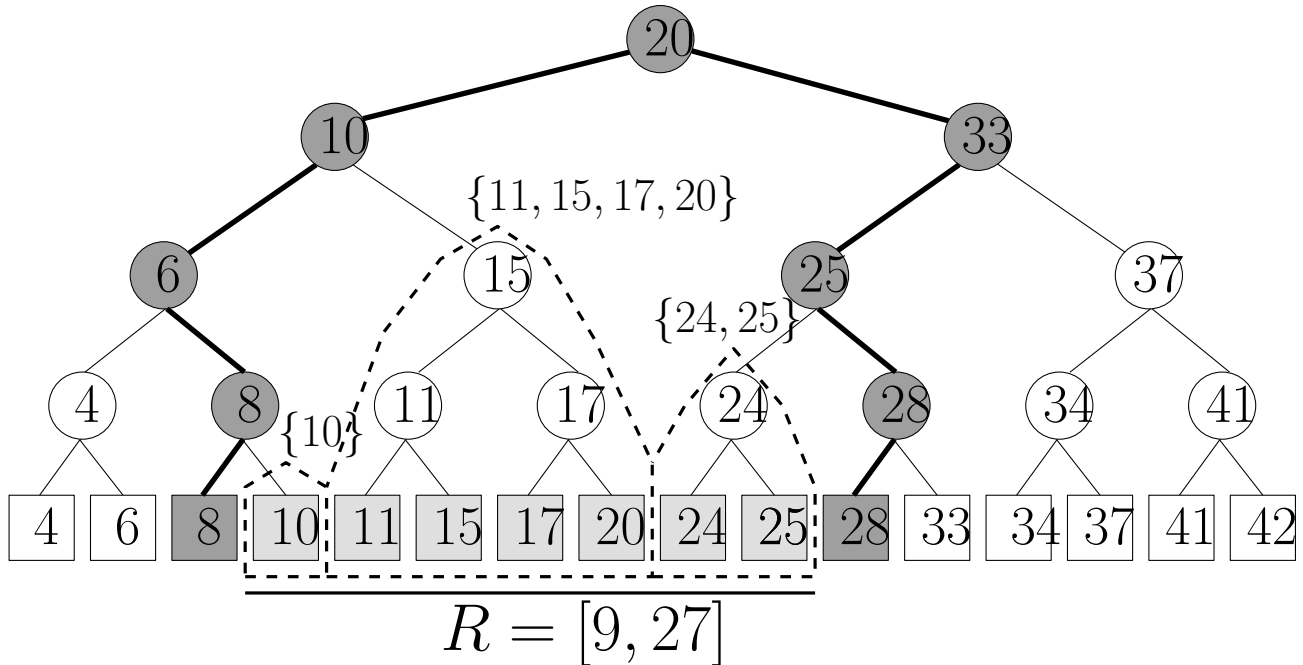 20
10 33
{11, 15, 17, 20}
6 15 25 37
{24, 25}
4 8 11 17 24 28 34 41
{10}
4 6 8 10 11 15 17 20 24 25 28 33 34 37 41 42
R = [9, 27]